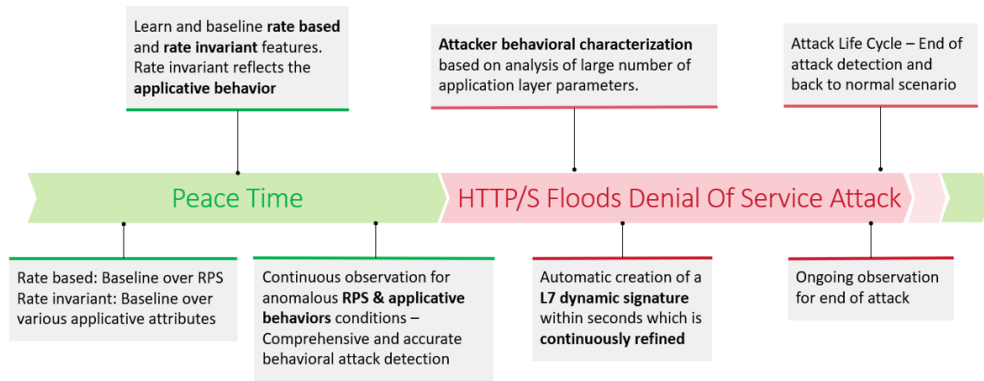 Learn and baseline rate based
and rate invariant features.
Rate invariant reflects the
applicative behavior
Attacker behavioral characterization
based on analysis of large number of
application layer parameters.
Attack Life Cycle – End of
attack detection and
back to normal scenario
Peace Time
HTTP/S Floods Denial Of Service Attack
Rate based: Baseline over RPS
Rate invariant: Baseline over
various applicative attributes
Continuous observation for
anomalous RPS & applicative
behaviors conditions –
Comprehensive and accurate
behavioral attack detection
Automatic creation of a
L7 dynamic signature
within seconds which is
continuously refined
Ongoing observation
for end of attack